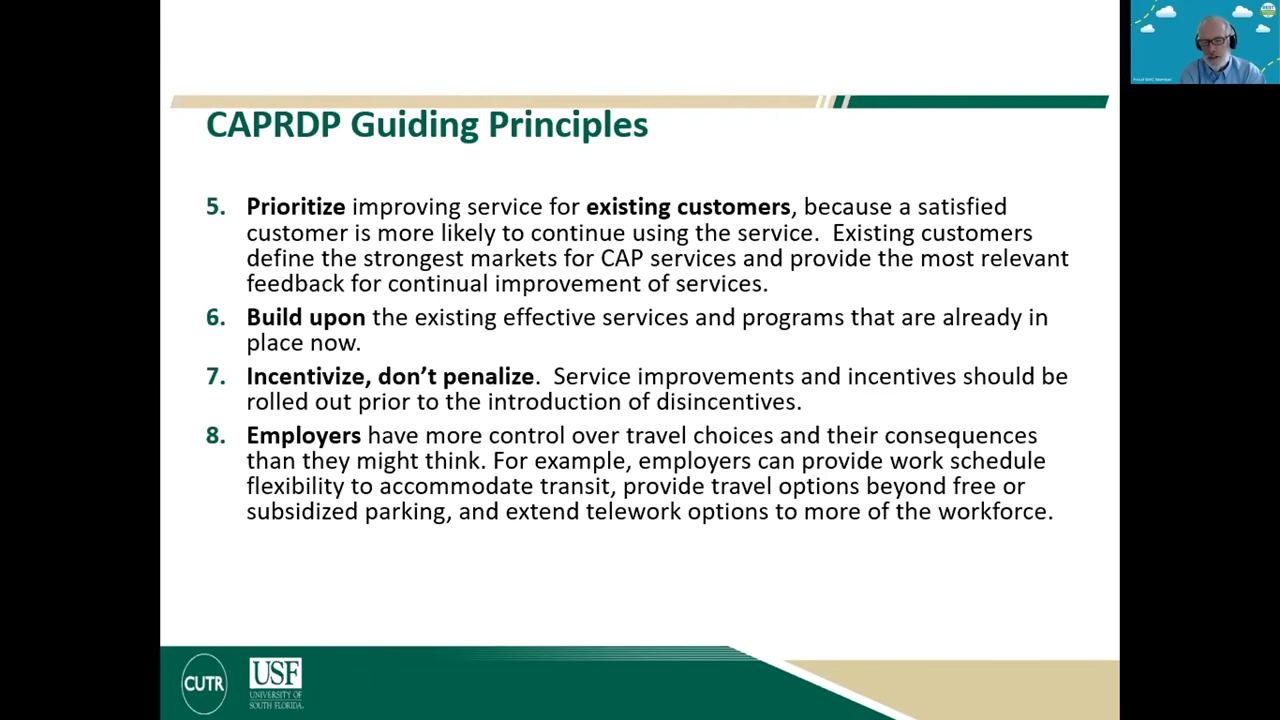 CAPRDP Guiding Principles
5. Prioritize improving service for existing customers, because a satisfied
customer is more likely to continue using the service. Existing customers
define the strongest markets for CAP services and provide the most relevant
feedback for continual improvement of services.
6. Build upon the existing effective services and programs that are already in
place now.
7. Incentivize, don’t penalize. Service improvements and incentives should be
rolled out prior to the introduction of disincentives.
8. Employers have more control over travel choices and their consequences
than they might think. For example, employers can provide work schedule
flexibility to accommodate transit, provide travel options beyond free or
subsidized parking, and extend telework options to more of the workforce.
CUTR
USF
UNIVERSITY OF
SOUTH FLORIDA